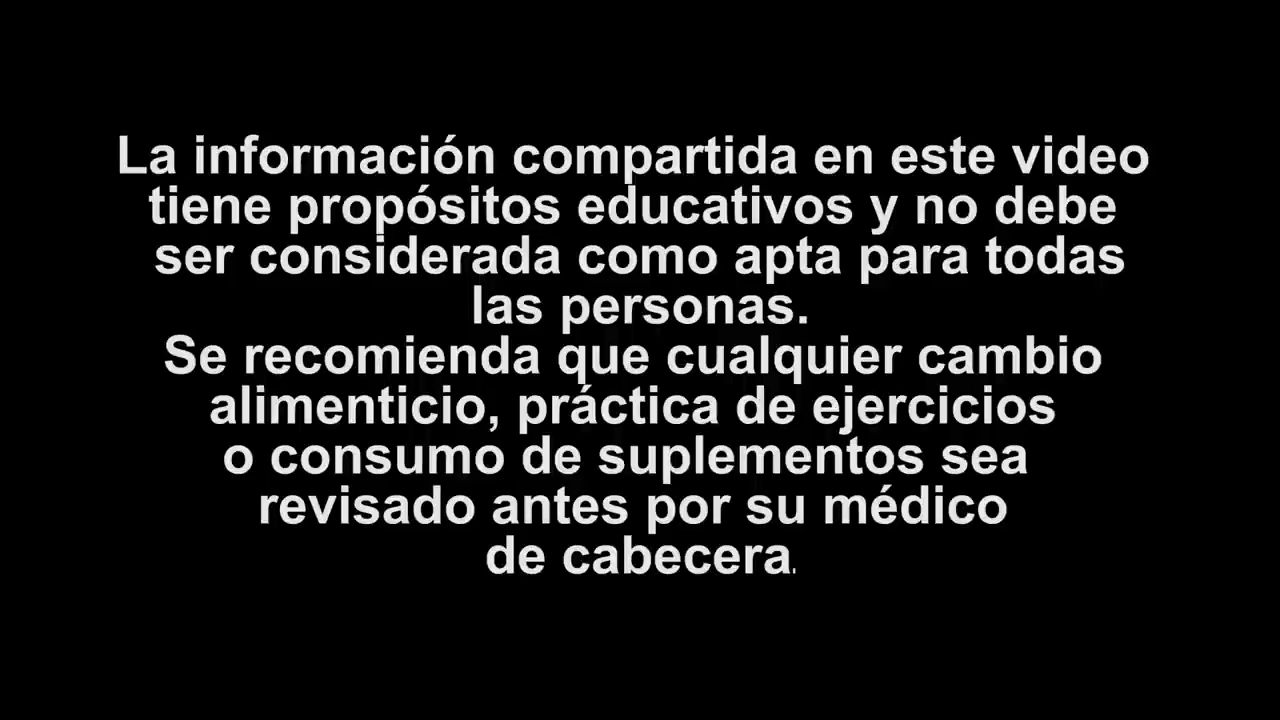 La información compartida en este video
tiene propósitos educativos y no debe
ser considerada como apta para todas
las personas.
Se recomienda que cualquier cambio
alimenticio, práctica de ejercicios
o consumo de suplementos sea
revisado antes por su médico
de cabecera.